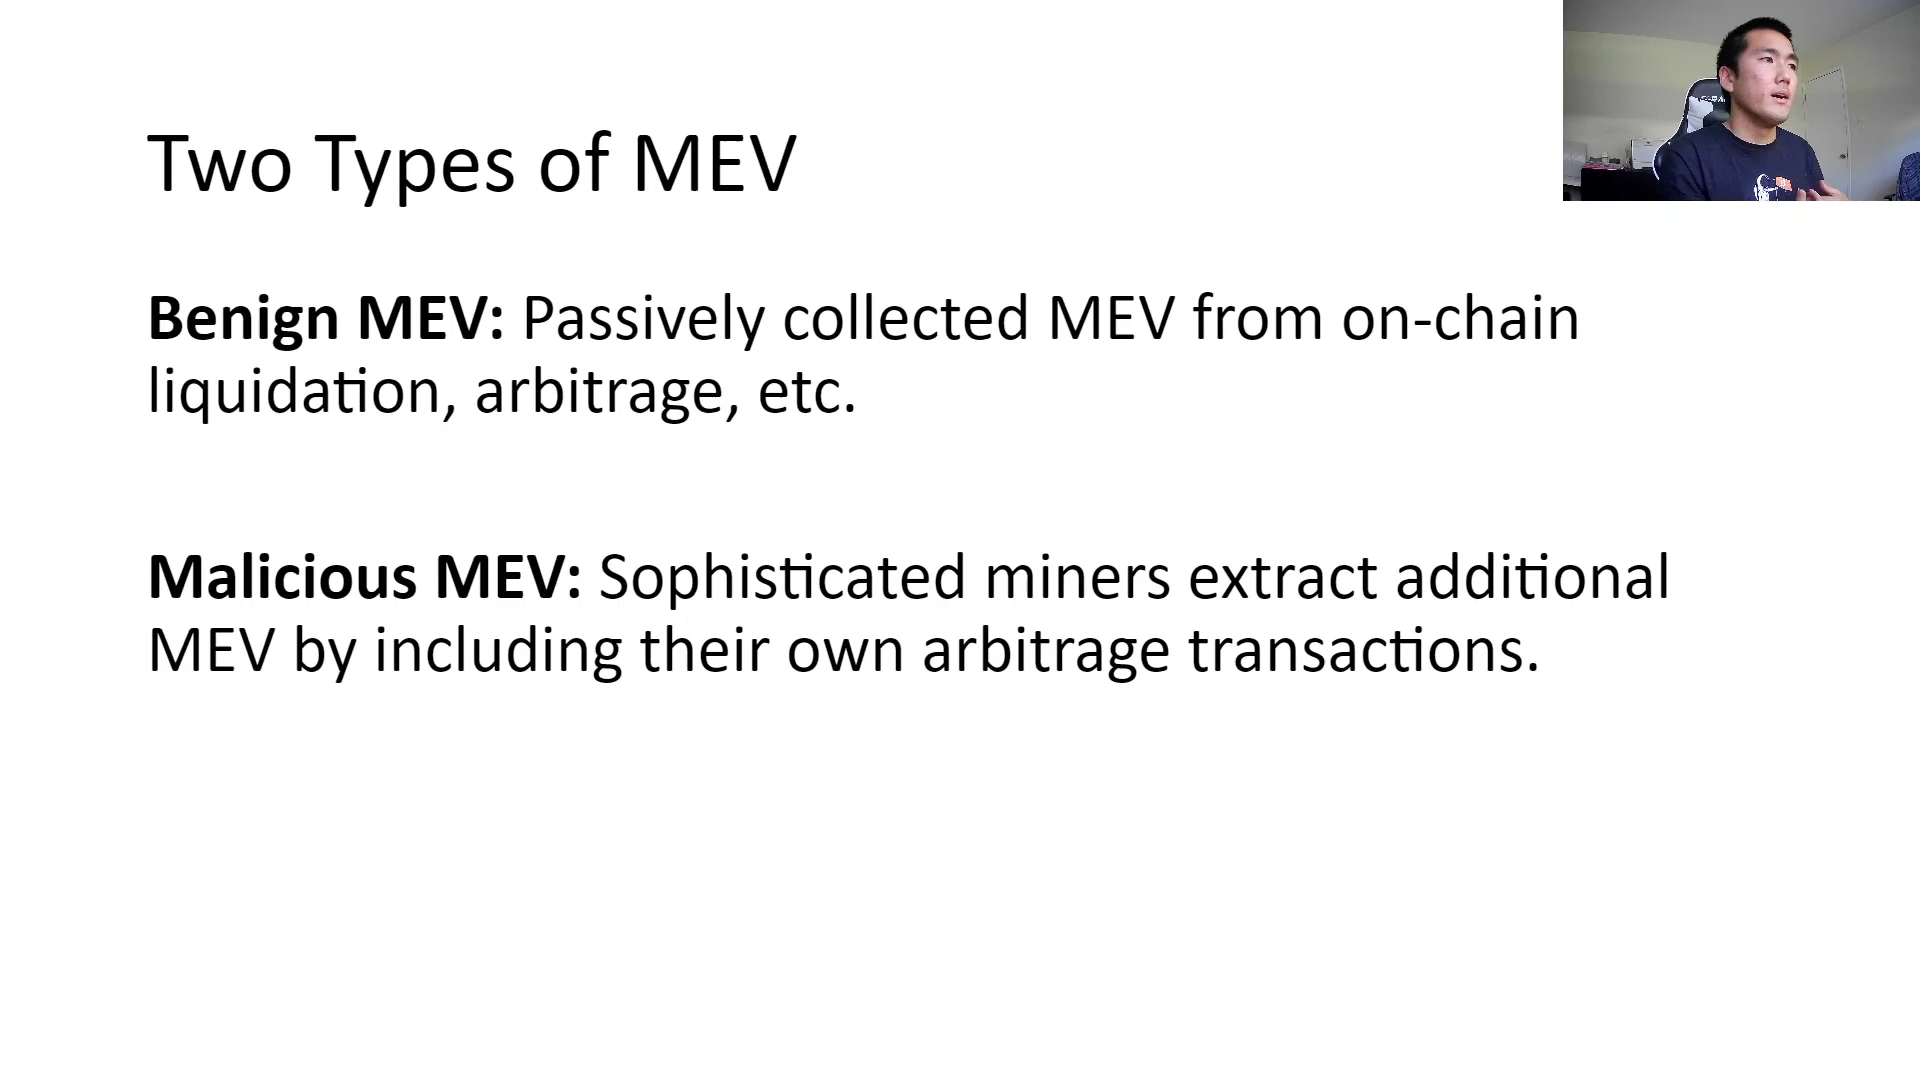 Two Types of MEV
Benign MEV: Passively collected MEV from on-chain
liquidation, arbitrage, etc.
Malicious MEV: Sophisticated miners extract additional
MEV by including their own arbitrage transactions.